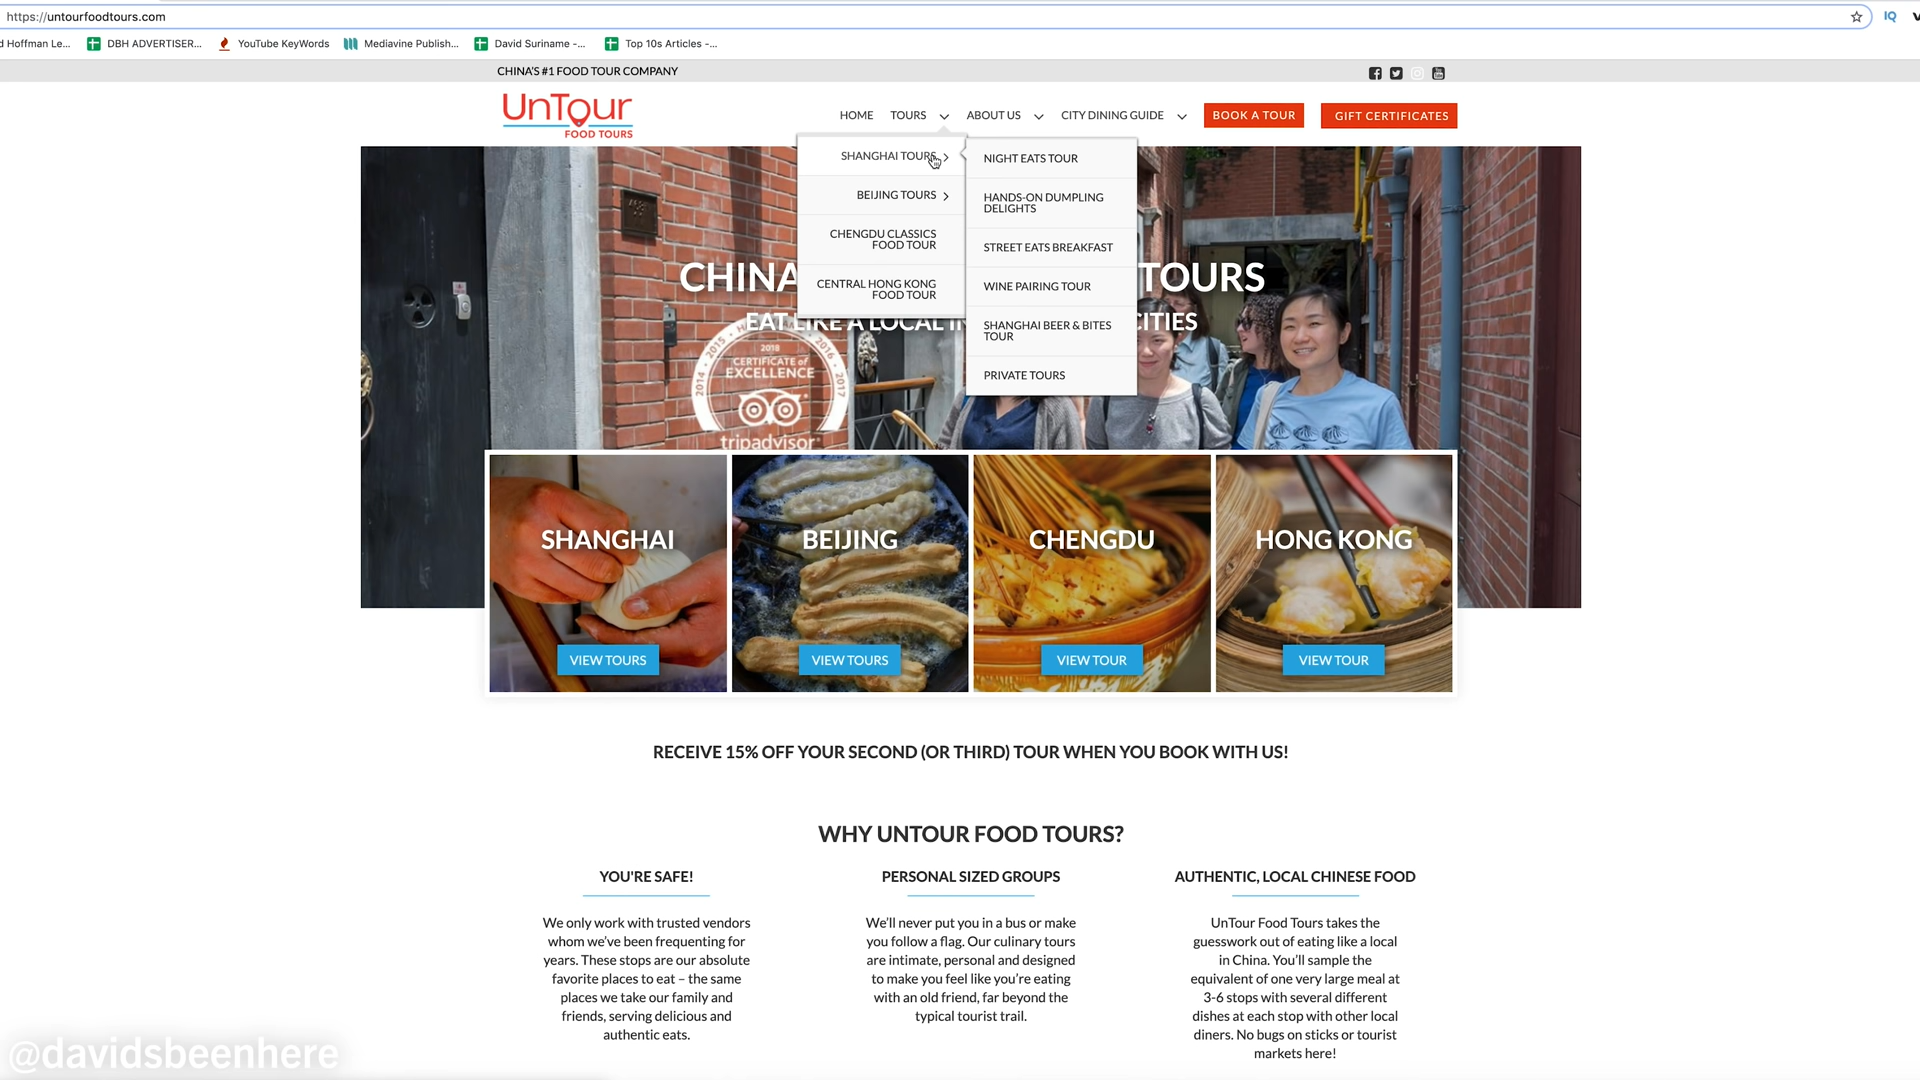 https://untourfoodtours.com
IQ
d Hoffman Le...
DBH ADVERTISER...
YouTube KeyWords
Mediavine Publish...
David Suriname -...
Top 10s Articles -...
CHINA'S #1 FOOD TOUR COMPANY
UnTour
FOOD TOURS
HOME
TOURS
ABOUT US
CITY DINING GUIDE
BOOK A TOUR
GIFT CERTIFICATES
SHANGHAI TOURS
BEIJING TOURS
CHENGDU CLASSICS
FOOD TOUR
CENTRAL HONG KONG
FOOD TOUR
NIGHT EATS TOUR
HANDS-ON DUMPLING
DELIGHTS
STREET EATS BREAKFAST
WINE PAIRING TOUR
SHANGHAI BEER & BITES
TOUR
PRIVATE TOURS
CHINA TOURS
EAT LIKE A LOCAL IN CITIES
2014 2015 2018 2016 2017
CERTIFICATE of
EXCELLENCE
tripadvisor
SHANGHAI
VIEW TOURS
BEIJING
VIEW TOURS
CHENGDU
VIEW TOUR
HONG KONG
VIEW TOUR
RECEIVE 15% OFF YOUR SECOND (OR THIRD) TOUR WHEN YOU BOOK WITH US!
WHY UNTOUR FOOD TOURS?
YOU'RE SAFE!
We only work with trusted vendors
whom we've been frequenting for
years. These stops are our absolute
favorite places to eat – the same
places we take our family and
friends, serving delicious and
authentic eats.
PERSONAL SIZED GROUPS
We'll never put you in a bus or make
you follow a flag. Our culinary tours
are intimate, personal and designed
to make you feel like you're eating
with an old friend, far beyond the
typical tourist trail.
AUTHENTIC, LOCAL CHINESE FOOD
UnTour Food Tours takes the
guesswork out of eating like a local
in China. You'll sample the
equivalent of one very large meal at
3-6 stops with several different
dishes at each stop with other local
diners. No bugs on sticks or tourist
markets here!
@davidsbeenhere